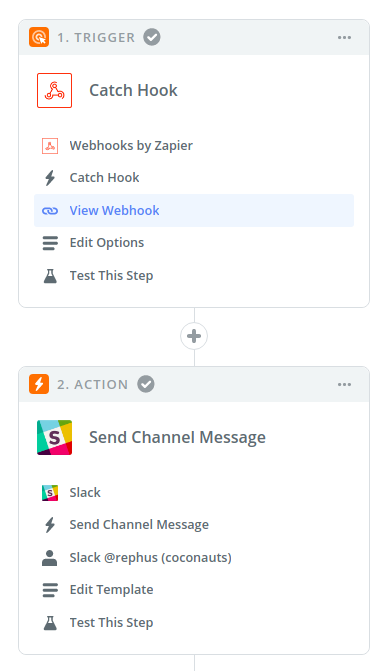 1. TRIGGER
Catch Hook
Webhooks by Zapier
Catch Hook
View Webhook
Edit Options
Test This Step
2. ACTION
S
Send Channel Message
Slack
Send Channel Message
Slack @rephus (coconauts)
Edit Template
Test This Step